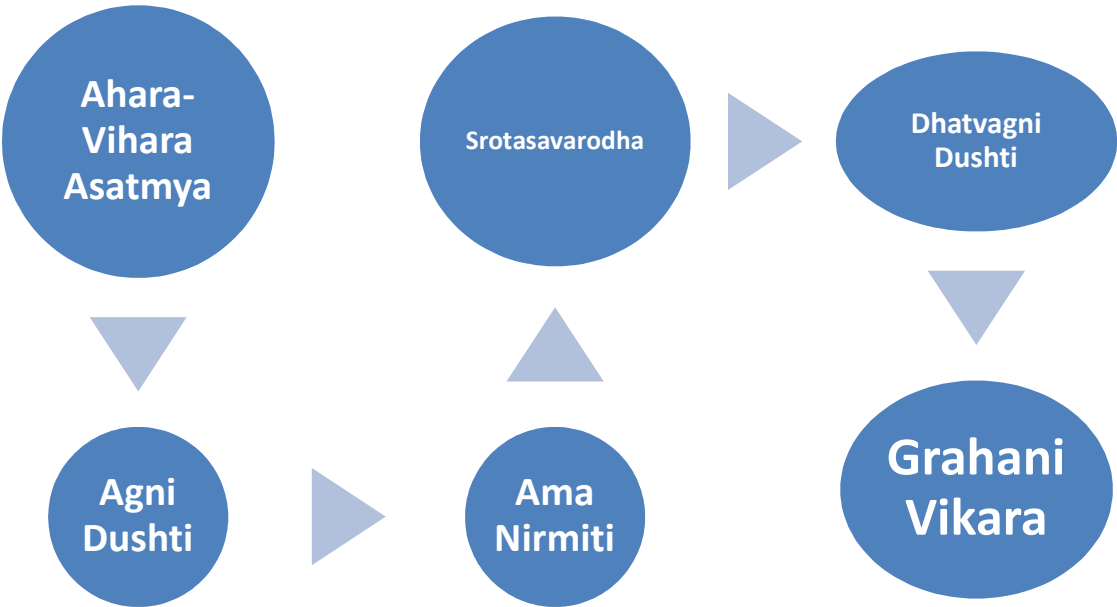 Ahara-
Vihara
Asatmya
Agni
Dushti
Ama
Nirmiti
Srotasavarodha
Dhatvagni
Dushti
Grahani
Vikara